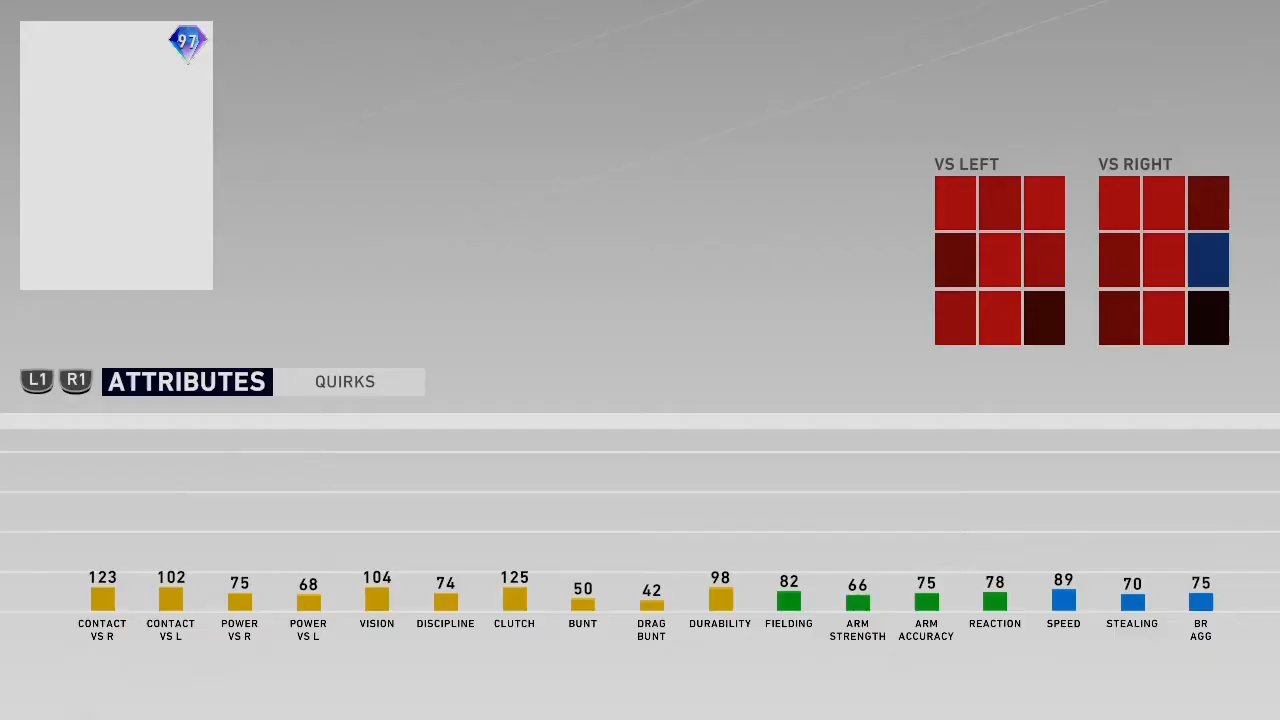 97
VS LEFT VS RIGHT
L1 R1 ATTRIBUTES QUIRKS
123 102 75 68 104 74 125 50 42 98 82 66 75 78 89 70 75
CONTACT CONTACT POWER POWER VISION DISCIPLINE CLUTCH BUNT DRAG DURABILITY FIELDING ARM ARM REACTION SPEED STEALING BR
VS R VS L VS R VS L BUNT STRENGTH ACCURACY AGG